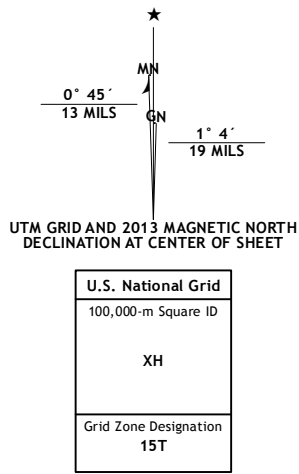 MN
0° 45´
13 MILS
GN
1° 4´
19 MILS
UTM GRID AND 2013 MAGNETIC NORTH
DECLINATION AT CENTER OF SHEET
U.S. National Grid
100,000-m Square ID
XH
Grid Zone Designation
15T